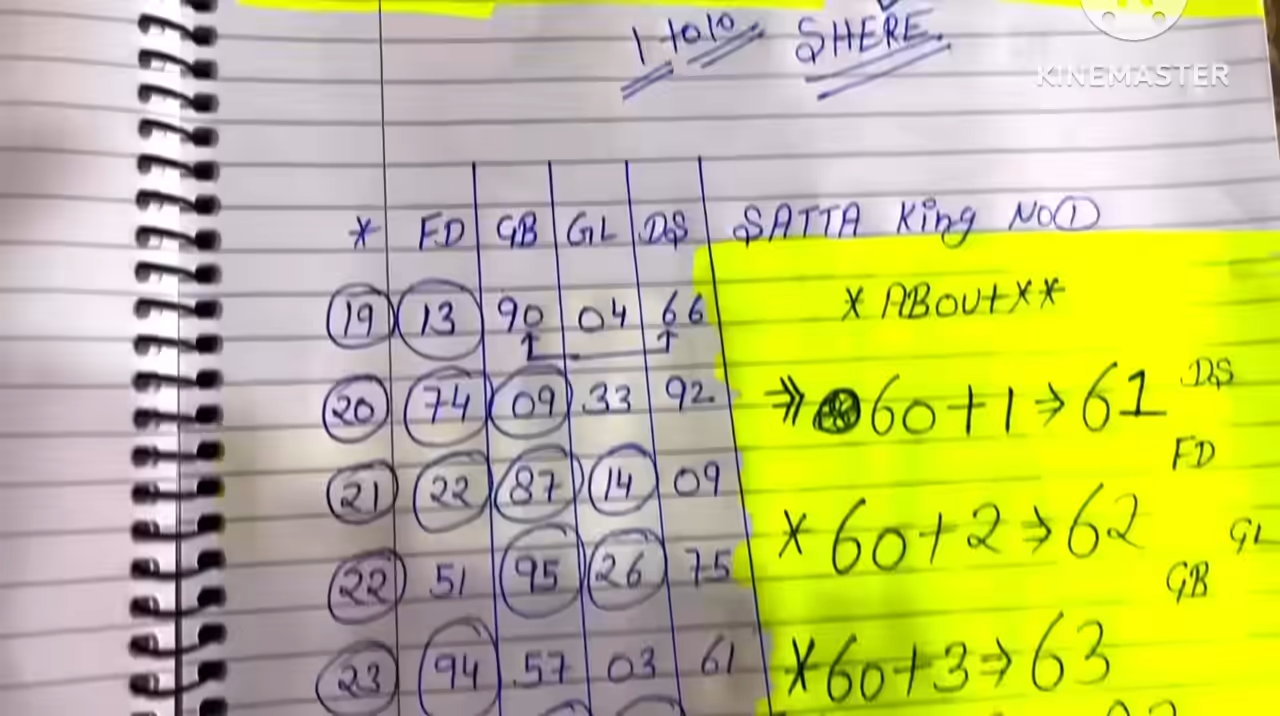 1 to 10 SHERE.
KINEMASTER
* FD GB GL DS SATTA King NO 1
19 13 90 04 66
20 74 09 33 92
21 22 87 14 09
22 51 95 26 75
23 94 57 03 61
* ABOUt **
60+1⇒61 DS
FD
* 60+2⇒62 GL
GB
* 60+3⇒63